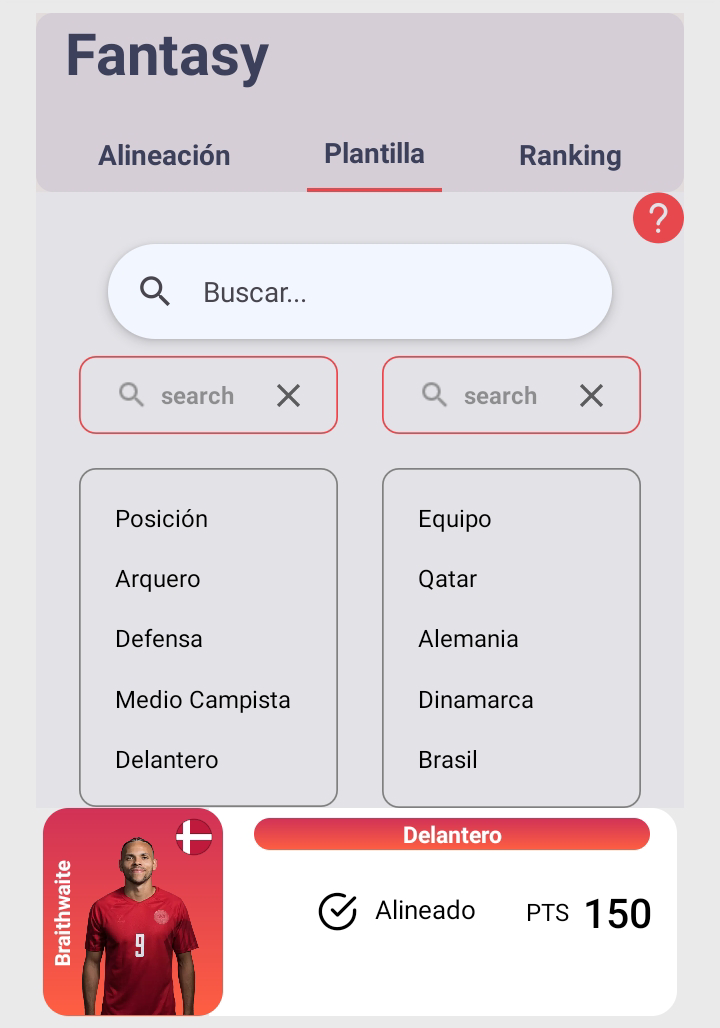 Fantasy
Alineación Plantilla Ranking
?
Buscar...
search search
Posición Equipo
Arquero Qatar
Defensa Alemania
Medio Campista Dinamarca
Delantero Brasil
Delantero
Braithwaite
9
Alineado PTS 150